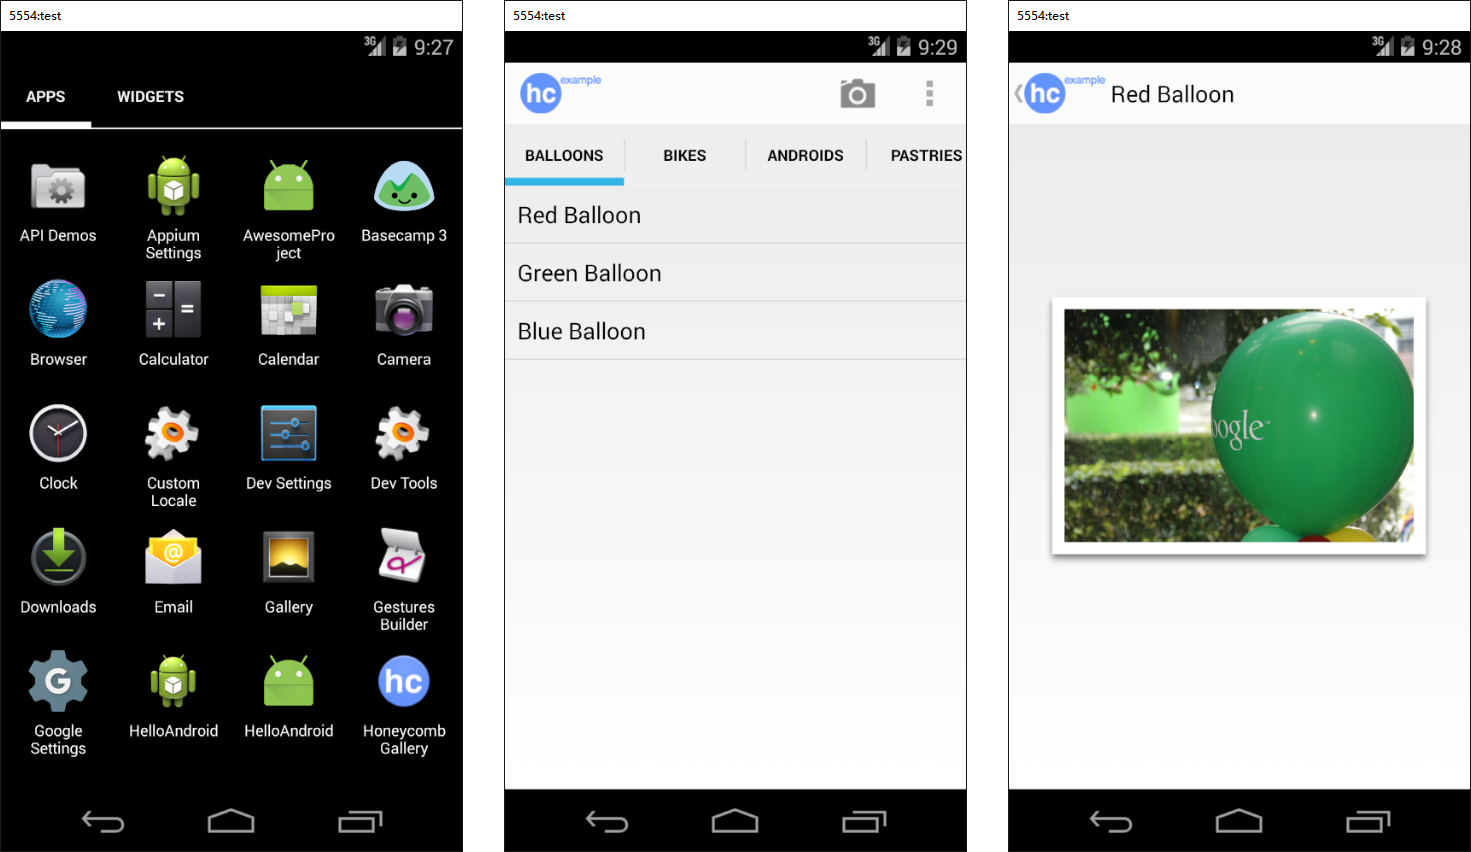 5554:test
3G 9:27
APPS WIDGETS
API Demos
Appium
Settings
AwesomePro
ject
Basecamp 3
Browser
Calculator
Calendar
Camera
Clock
Custom
Locale
Dev Settings
Dev Tools
Downloads
Email
Gallery
Gestures
Builder
Google
Settings
HelloAndroid
HelloAndroid
hc
Honeycomb
Gallery
5554:test
3G 9:29
hc example
BALLOONS BIKES ANDROIDS PASTRIES
Red Balloon
Green Balloon
Blue Balloon
5554:test
3G 9:28
hc example Red Balloon
oogle